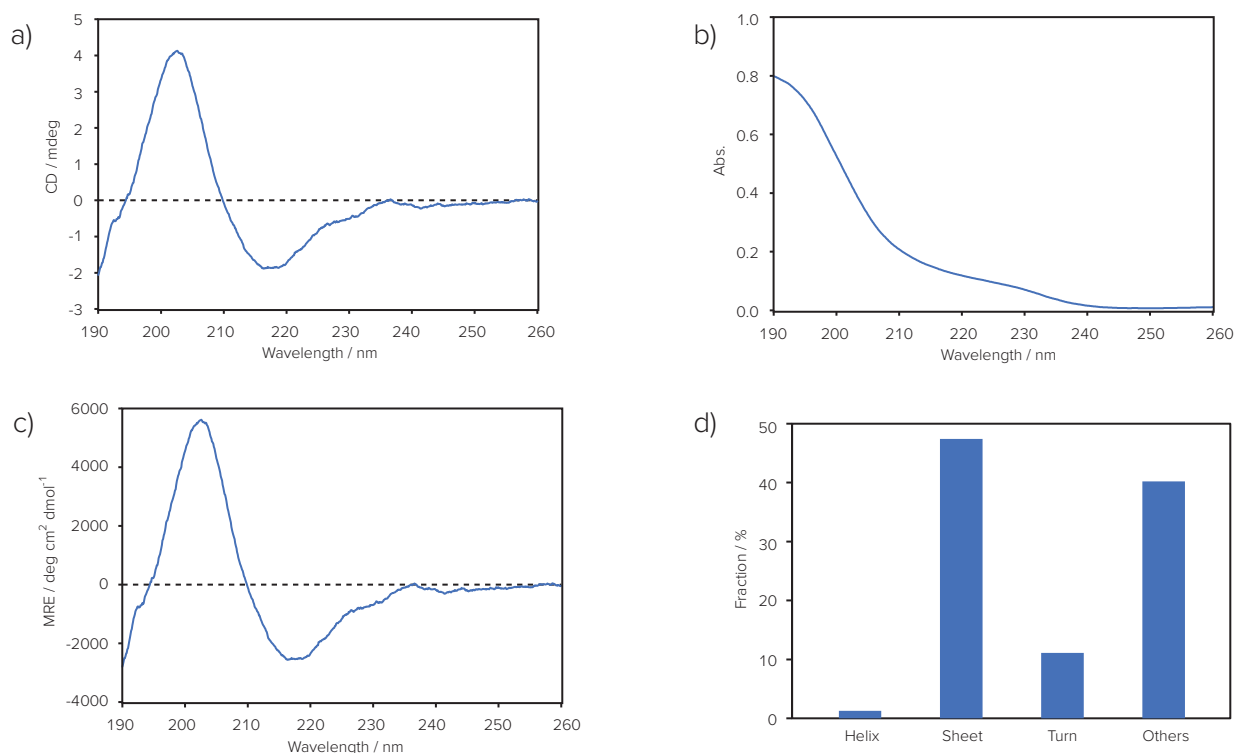 a)
5
4
3
2
1
0
-1
-2
-3
CD / mdeg
190 200 210 220 230 240 250 260
Wavelength / nm
b)
1.0
0.8
0.6
0.4
0.2
0.0
Abs.
190 200 210 220 230 240 250 260
Wavelength / nm
c)
6000
4000
2000
0
-2000
-4000
MRE / deg cm² dmol⁻¹
190 200 210 220 230 240 250 260
Wavelength / nm
d)
50
40
30
20
10
0
Fraction / %
Helix Sheet Turn Others